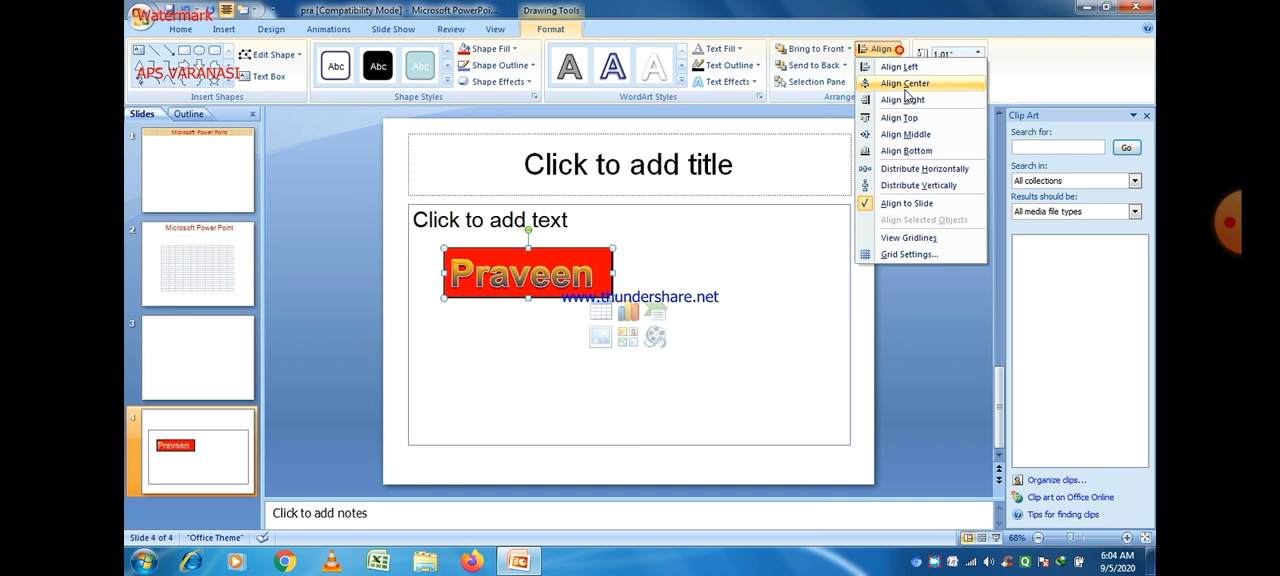 Watermark
pra [Compatibility Mode] - Microsoft PowerPoi...
Drawing Tools
Home
Insert
Design
Animations
Slide Show
Review
View
Format
APS VARANASI
Edit Shape
Text Box
Insert Shapes
Abc
Abc
Abc
Shape Fill
Shape Outline
Shape Effects
Shape Styles
A
A
A
Text Fill
Text Outline
Text Effects
WordArt Styles
Bring to Front
Send to Back
Selection Pane
Arrange
Align
1.01"
Align Left
Align Center
Align Right
Align Top
Align Middle
Align Bottom
Distribute Horizontally
Distribute Vertically
Align to Slide
Align Selected Objects
View Gridlines
Grid Settings...
Slides
Outline
1
Microsoft Power Point
2
Microsoft Power Point
3
4
Praveen
Click to add title
Click to add text
Praveen
www.thundershare.net
Click to add notes
Clip Art
Search for:
Go
Search in:
All collections
Results should be:
All media file types
Organize clips...
Clip art on Office Online
Tips for finding clips
Slide 4 of 4
"Office Theme"
68%
6:04 AM
9/5/2020